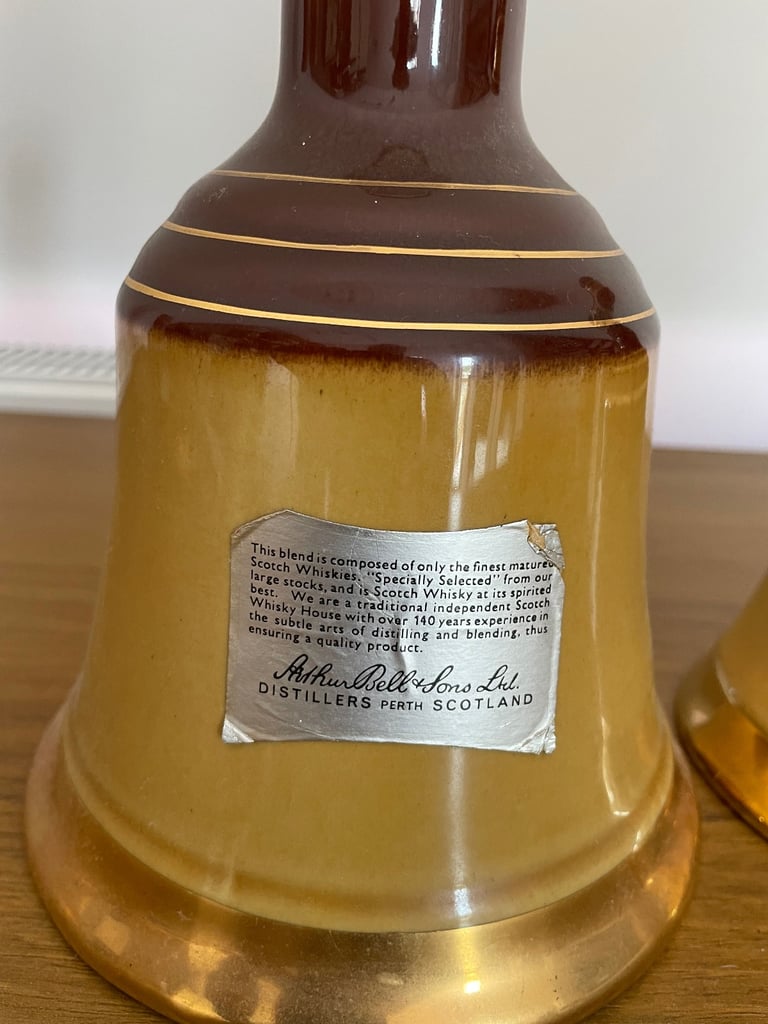 This blend is composed of only the finest matured
Scotch Whiskies, "Specially Selected" from our
large stocks, and is Scotch Whisky at its spirited
best. We are a traditional independent Scotch
Whisky House with over 140 years experience in
the subtle arts of distilling and blending, thus
ensuring a quality product.
Arthur Bell & Sons Ltd.
DISTILLERS PERTH SCOTLAND